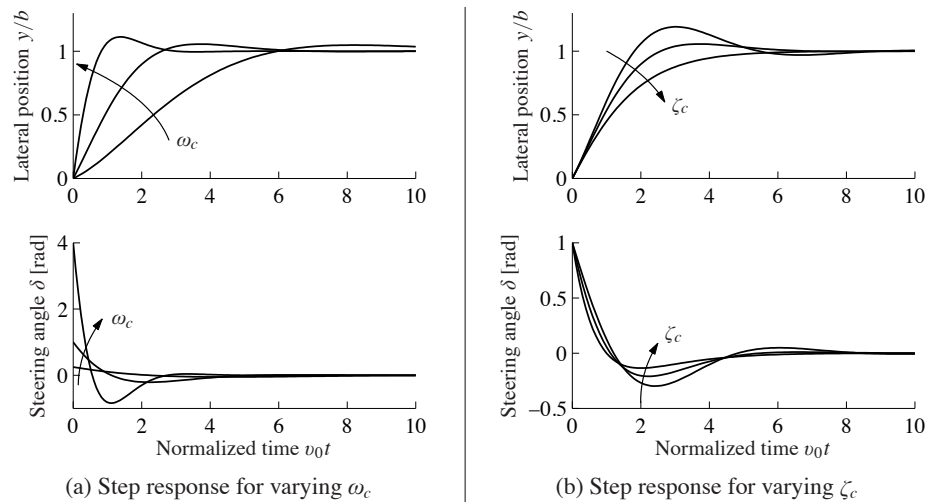 Lateral position y/b
1
0.5
0
0 2 4 6 8 10
ω_c
Steering angle δ [rad]
4
2
0
0 2 4 6 8 10
ω_c
Normalized time v₀t
(a) Step response for varying ω_c
Lateral position y/b
1
0.5
0
0 2 4 6 8 10
ζ_c
Steering angle δ [rad]
1
0.5
0
−0.5
0 2 4 6 8 10
ζ_c
Normalized time v₀t
(b) Step response for varying ζ_c